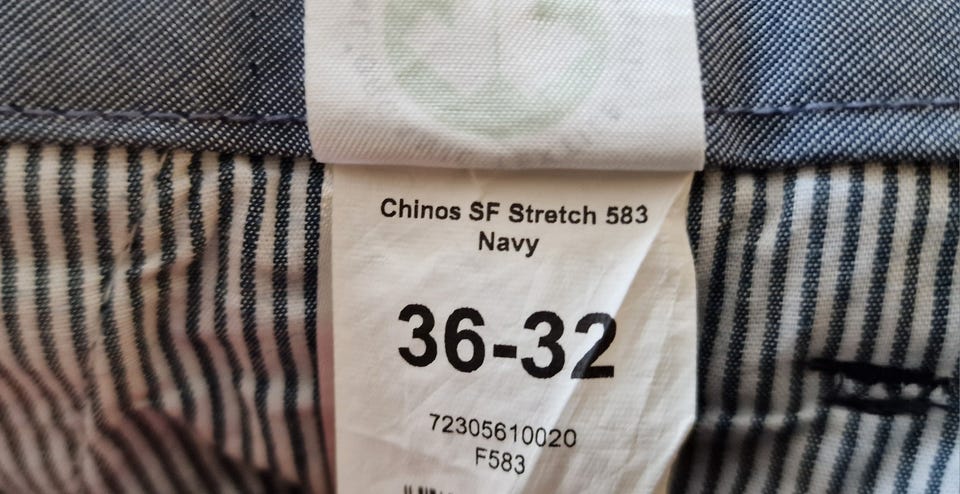 Chinos SF Stretch 583
Navy
36-32
72305610020
F583